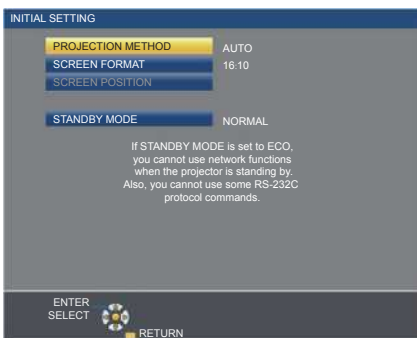 INITIAL SETTING
PROJECTION METHOD AUTO
SCREEN FORMAT 16:10
SCREEN POSITION
STANDBY MODE NORMAL
If STANDBY MODE is set to ECO,
you cannot use network functions
when the projector is standing by.
Also, you cannot use some RS-232C
protocol commands.
ENTER
SELECT
RETURN